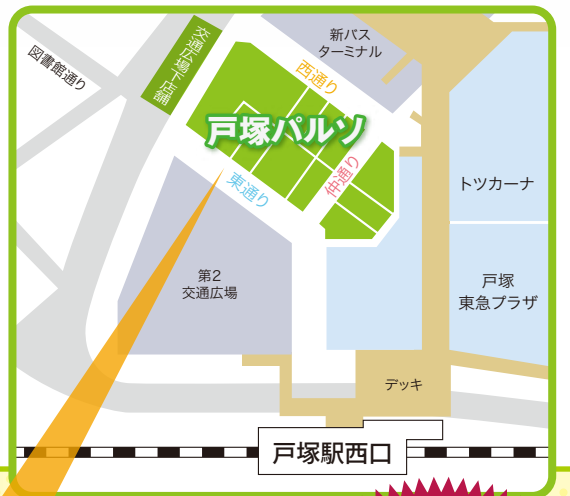 図書館通り
交通広場下店舗
新バス
ターミナル
西通り
戸塚パルソ
仲通り
東通り
トツカーナ
第2
交通広場
戸塚
東急プラザ
デッキ
戸塚駅西口